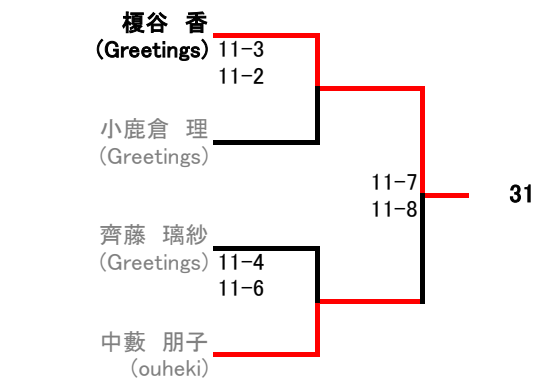 榎谷　香
(Greetings)
11-3
11-2
小鹿倉　理
(Greetings)
11-7
11-8
31
齊藤　璃紗
(Greetings)
11-4
11-6
中藪　朋子
(ouheki)